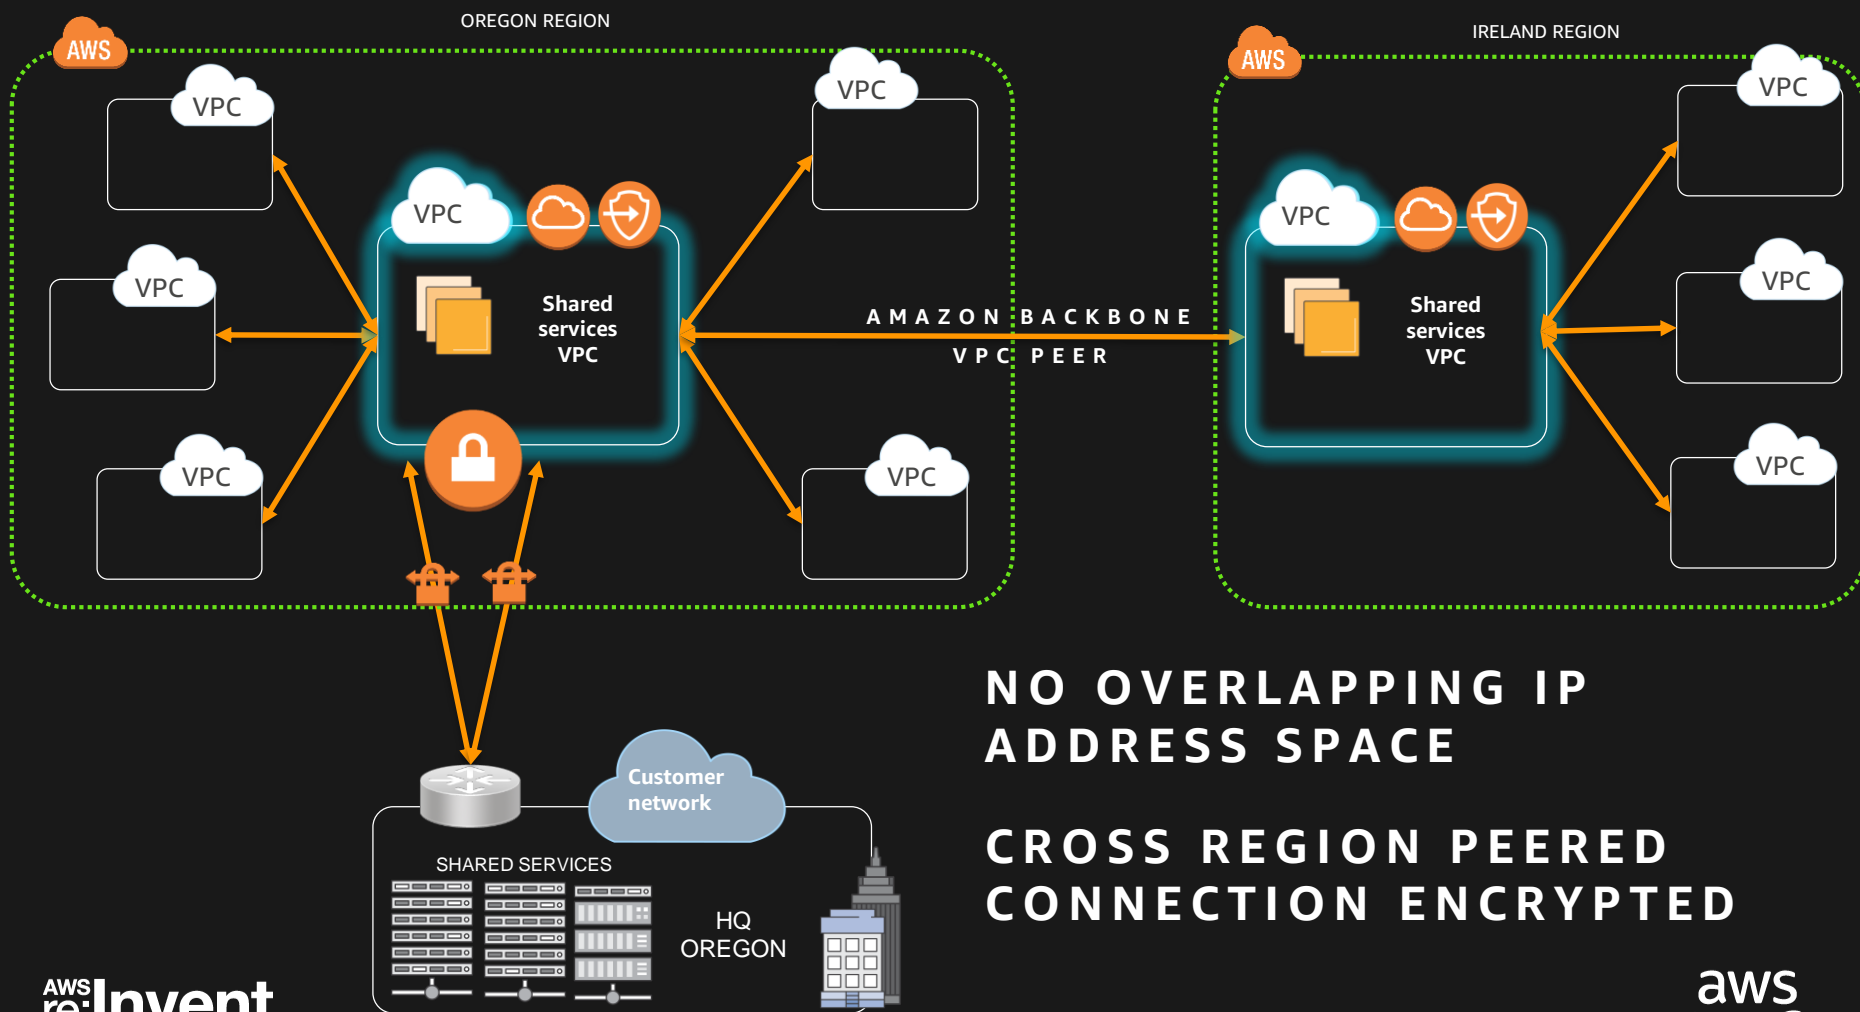 OREGON REGION
IRELAND REGION
AWS
AWS
VPC
VPC
VPC
VPC
VPC
VPC
VPC
VPC
VPC
VPC
Shared
services
VPC
AMAZON BACKBONE
VPC PEER
Shared
services
VPC
NO OVERLAPPING IP
ADDRESS SPACE
CROSS REGION PEERED
CONNECTION ENCRYPTED
Customer
network
SHARED SERVICES
HQ
OREGON
AWS
re:Invent
aws